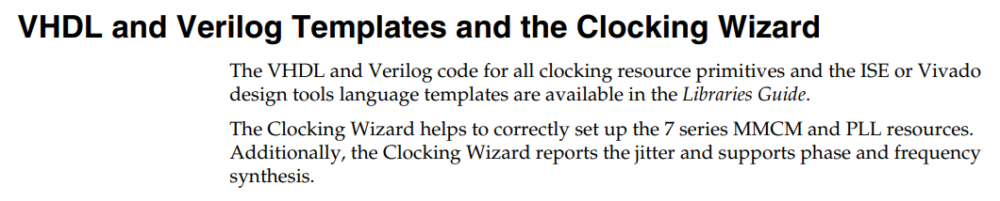 VHDL and Verilog Templates and the Clocking Wizard
The VHDL and Verilog code for all clocking resource primitives and the ISE or Vivado
design tools language templates are available in the Libraries Guide.
The Clocking Wizard helps to correctly set up the 7 series MMCM and PLL resources.
Additionally, the Clocking Wizard reports the jitter and supports phase and frequency
synthesis.